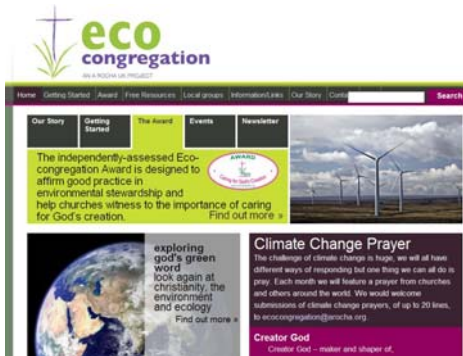 eco
congregation
AN A ROCHA UK PROJECT
Home Getting Started Award Free Resources Local groups Information/Links Our Story Conta Search
Our Story Getting Started The Award Events Newsletter
The independently-assessed Eco-
congregation Award is designed to
affirm good practice in
environmental stewardship and
help churches witness to the importance of caring
for God's creation. Find out more »
AWARD
Caring for God's Creation
exploring
god's green
word
look again at
christianity, the
environment
and ecology
Find out more »
Climate Change Prayer
The challenge of climate change is huge, we will all have
different ways of responding but one thing we can all do is
pray. Each month we will feature a prayer from churches
and others around the world. We would welcome
submissions of climate change prayers, of up to 20 lines,
to ecocongregation@arocha.org.
Creator God
Creator God – maker and shaper of,